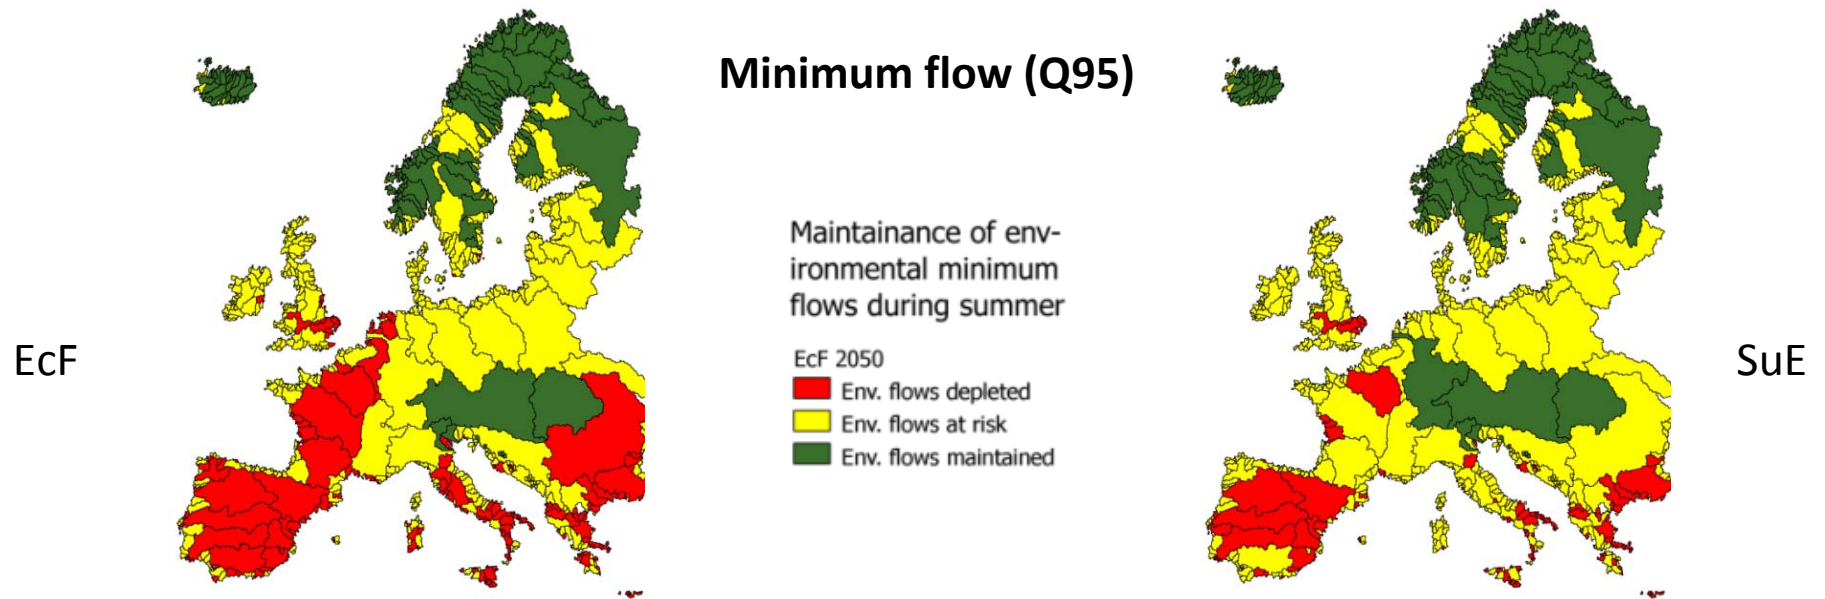 Minimum flow (Q95)
EcF
Maintainance of env-
ironmental minimum
flows during summer
EcF 2050
Env. flows depleted
Env. flows at risk
Env. flows maintained
SuE